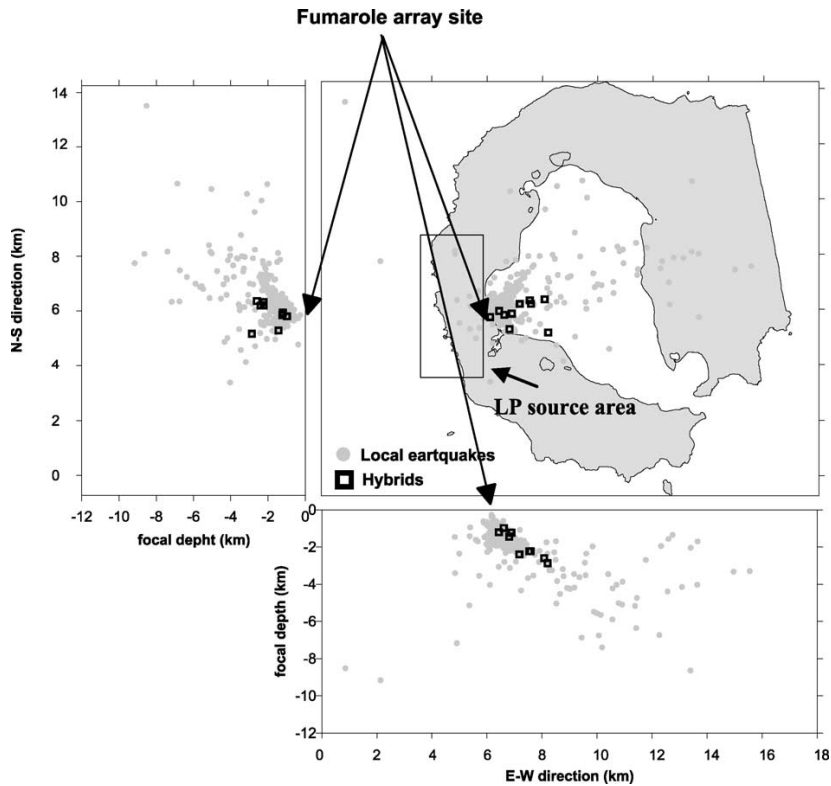 Fumarole array site
14
12
10
8
6
4
2
0
N-S direction (km)
-12 -10 -8 -6 -4 -2 0
focal depht (km)
LP source area
Local eartquakes
Hybrids
0
-2
-4
-6
-8
-10
-12
focal depth (km)
0 2 4 6 8 10 12 14 16 18
E-W direction (km)